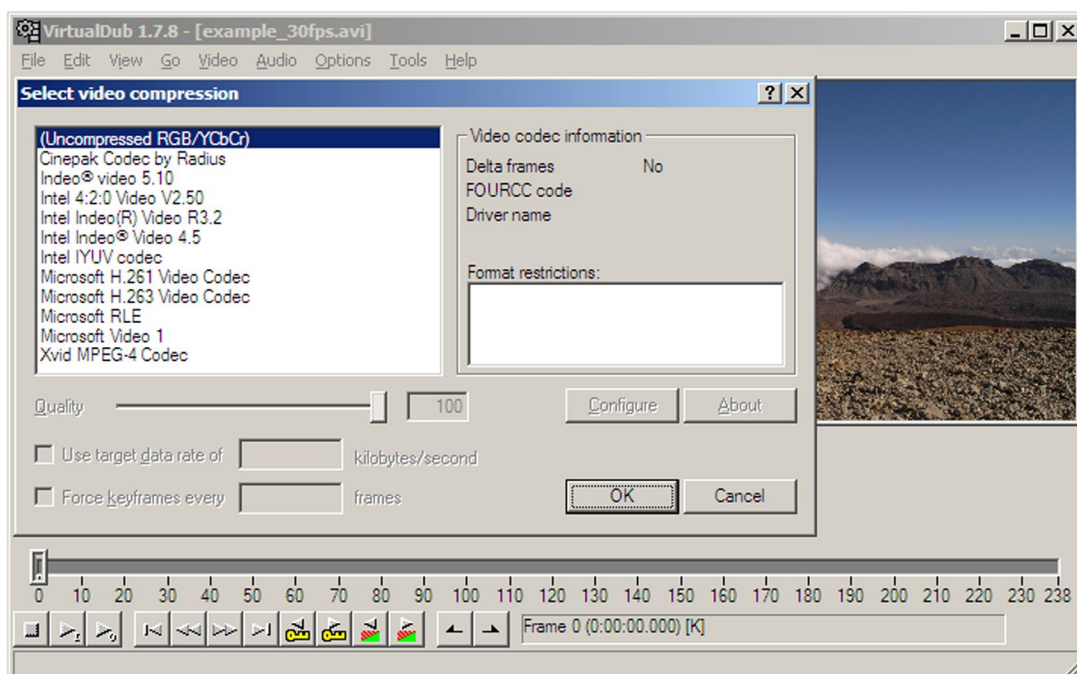 VirtualDub 1.7.8 - [example_30fps.avi]
File Edit View Go Video Audio Options Tools Help
Select video compression
(Uncompressed RGB/YCbCr)
Cinepak Codec by Radius
Indeo® video 5.10
Intel 4:2:0 Video V2.50
Intel Indeo(R) Video R3.2
Intel Indeo® Video 4.5
Intel IYUV codec
Microsoft H.261 Video Codec
Microsoft H.263 Video Codec
Microsoft RLE
Microsoft Video 1
Xvid MPEG-4 Codec
Video codec information
Delta frames No
FOURCC code
Driver name
Format restrictions:
Quality 100
Configure About
Use target data rate of kilobytes/second
Force keyframes every frames
OK Cancel
0 10 20 30 40 50 60 70 80 90 100 110 120 130 140 150 160 170 180 190 200 210 220 230 238
Frame 0 (0:00:00.000) [K]